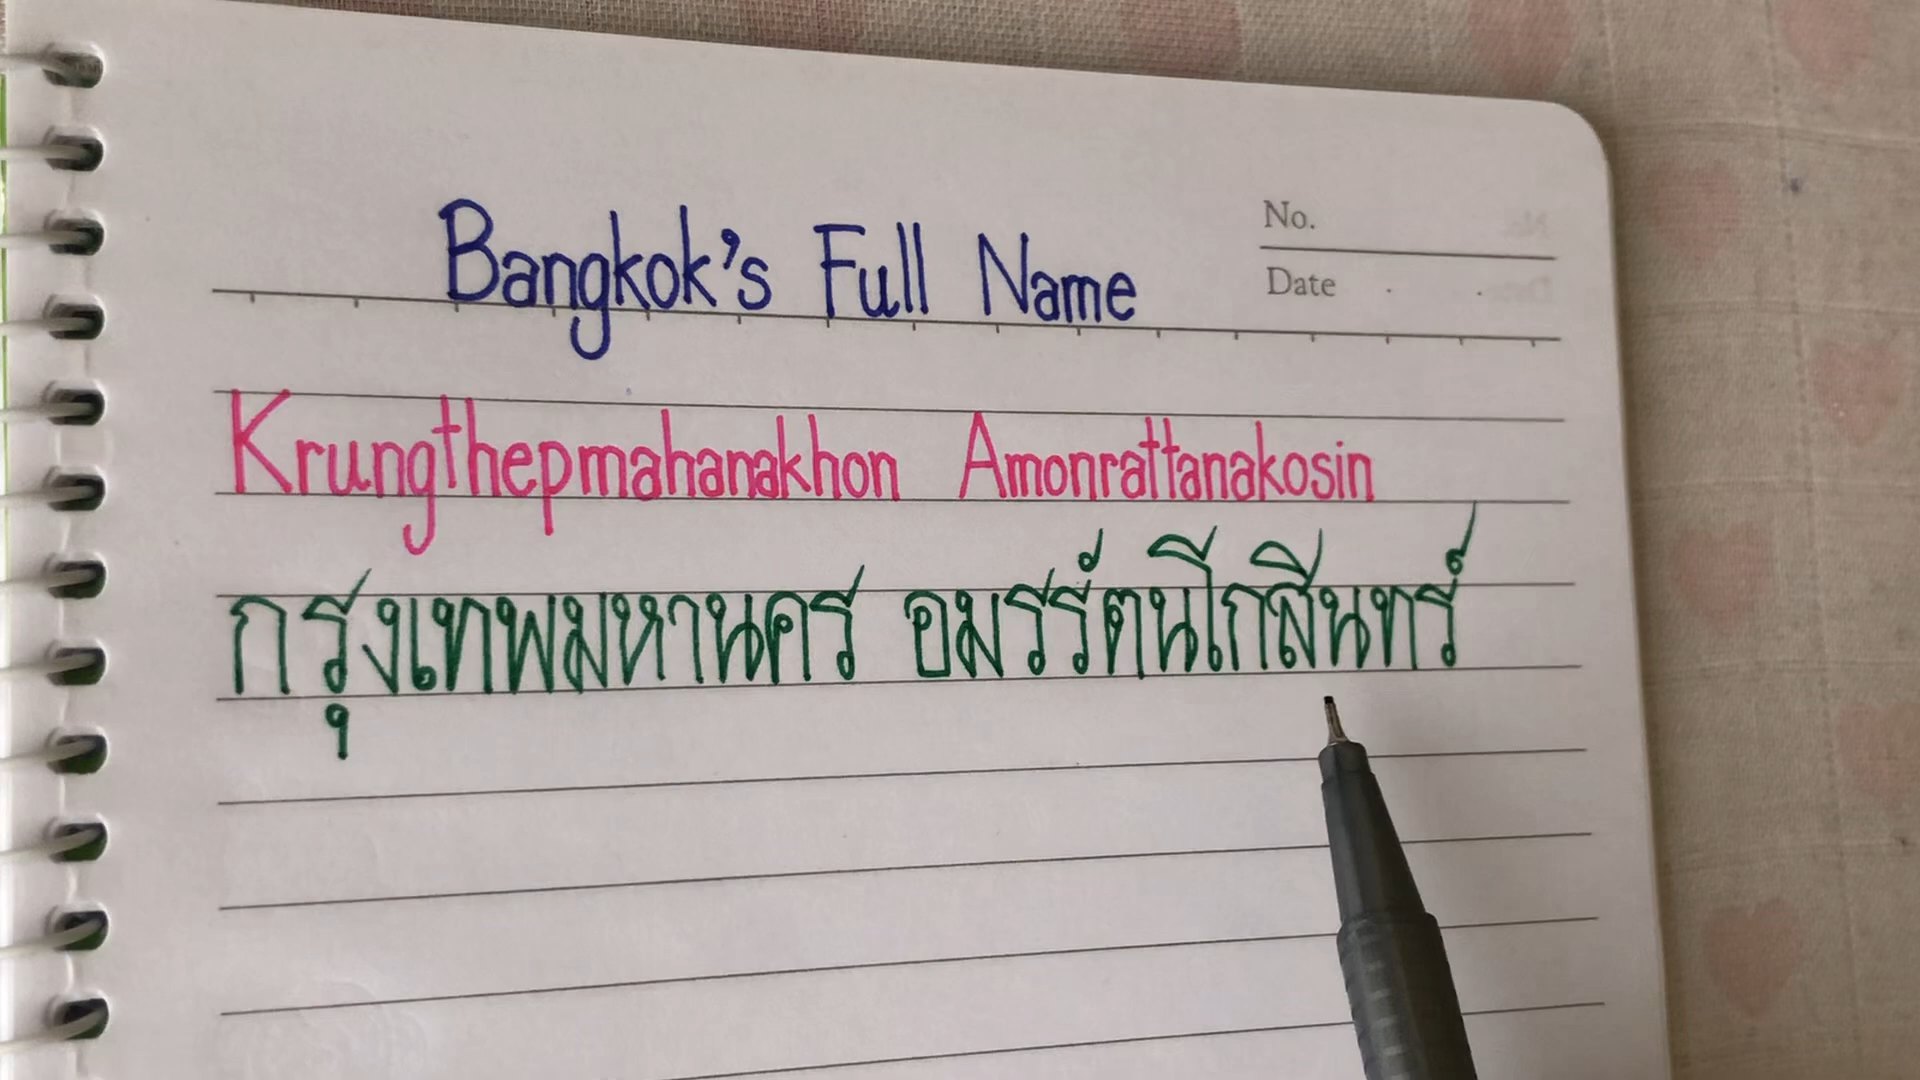 No.
Bangkok's Full Name
Date
Krungthepmahanakhon Amonrattanakosin
กรุงเทพมหานคร อมรรัตนโกสินทร์